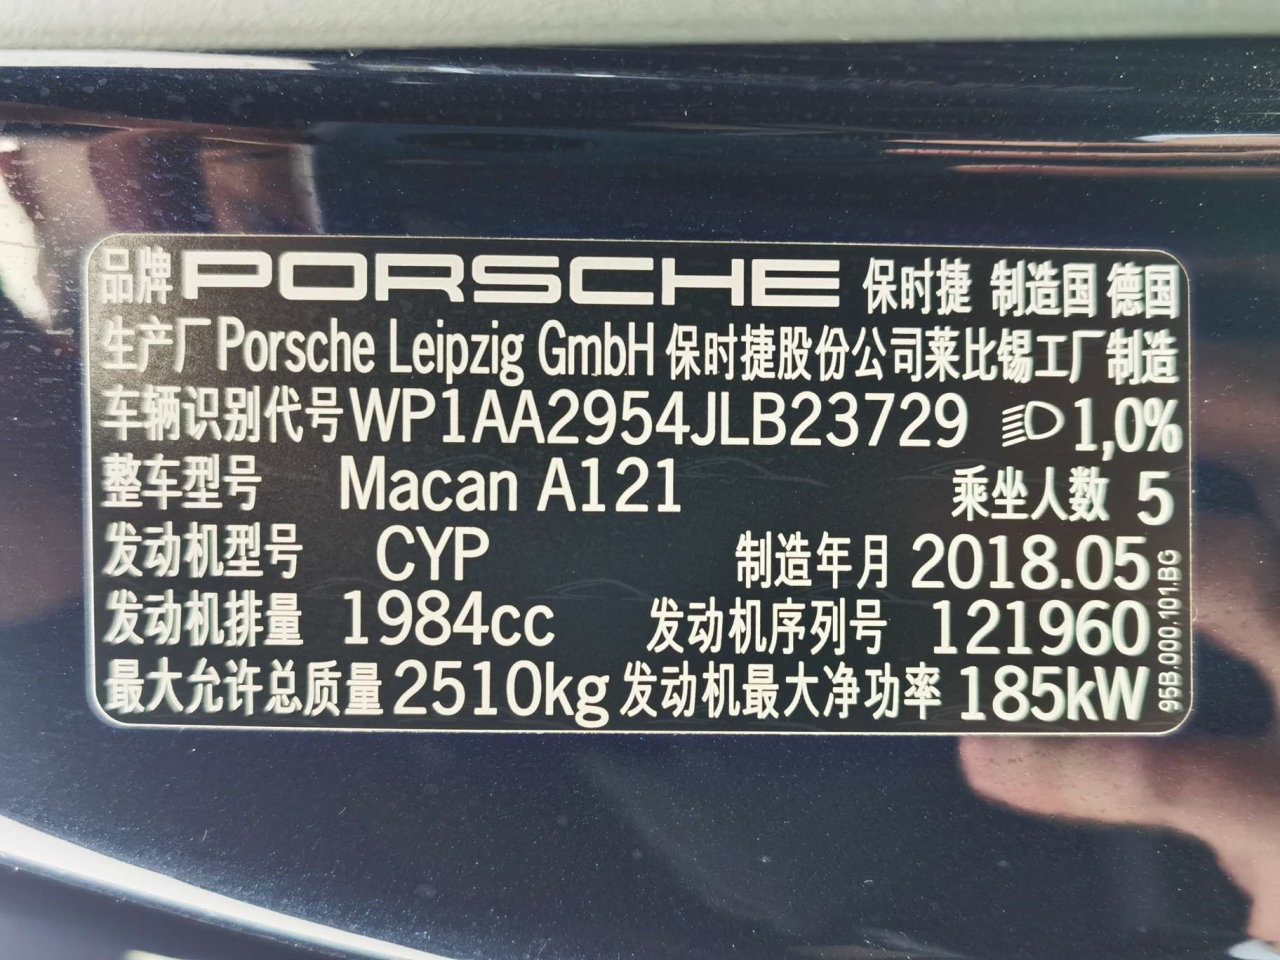 品牌 PORSCHE 保时捷 制造国 德国
生产厂 Porsche Leipzig GmbH 保时捷股份公司莱比锡工厂制造
车辆识别代号 WP1AA2954JLB23729 1,0%
整车型号 Macan A121 乘坐人数 5
发动机型号 CYP 制造年月 2018.05
发动机排量 1984cc 发动机序列号 121960
最大允许总质量 2510kg 发动机最大净功率 185kW
95B.000.101.BG